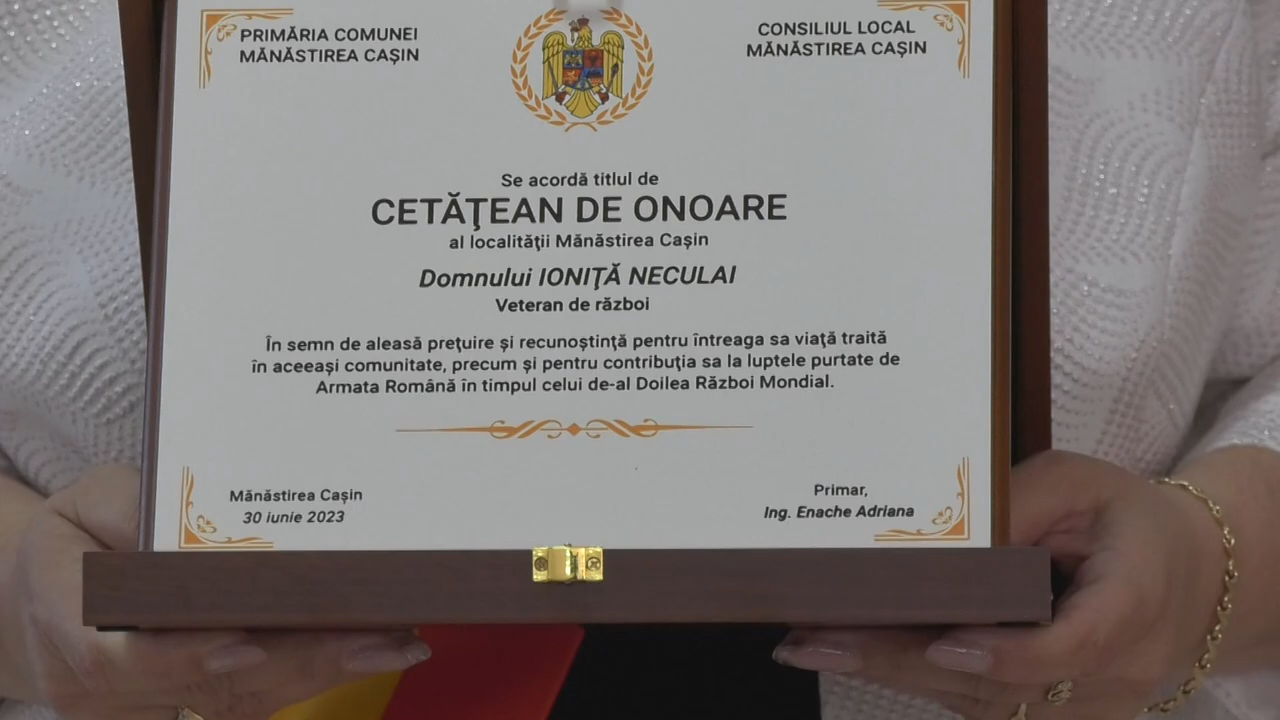 PRIMĂRIA COMUNEI
MĂNĂSTIREA CAŞIN
CONSILIUL LOCAL
MĂNĂSTIREA CAŞIN
Se acordă titlul de
CETĂŢEAN DE ONOARE
al localităţii Mănăstirea Caşin
Domnului IONIŢĂ NECULAI
Veteran de război
În semn de aleasă preţuire şi recunoştinţă pentru întreaga sa viaţă traită
în aceeaşi comunitate, precum şi pentru contribuţia sa la luptele purtate de
Armata Română în timpul celui de-al Doilea Război Mondial.
Mănăstirea Caşin
30 iunie 2023
Primar,
Ing. Enache Adriana